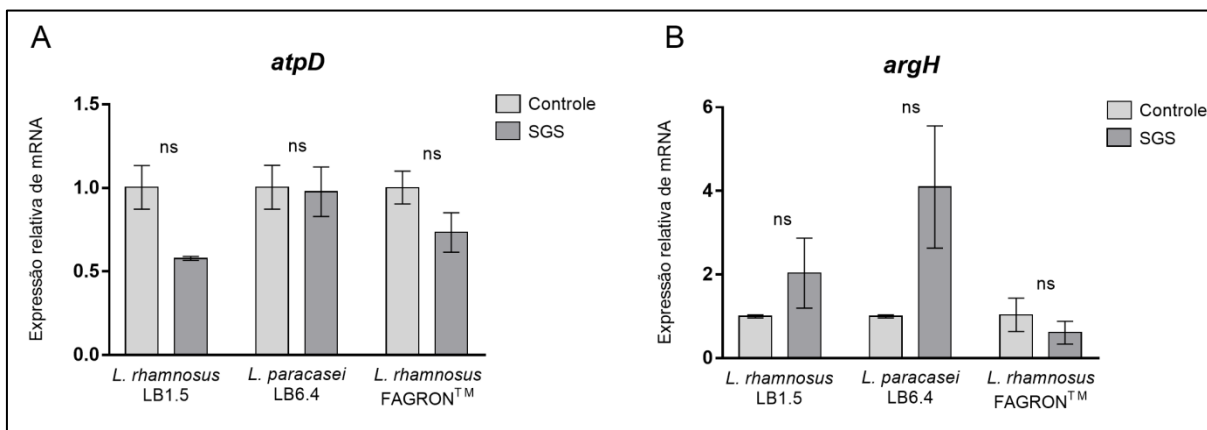 A
atpD
Expressão relativa de mRNA
1.5
1.0
0.5
0.0
ns
ns
ns
Controle
SGS
L. rhamnosus
LB1.5
L. paracasei
LB6.4
L. rhamnosus
FAGRON™
B
argH
Expressão relativa de mRNA
6
4
2
0
ns
ns
ns
Controle
SGS
L. rhamnosus
LB1.5
L. paracasei
LB6.4
L. rhamnosus
FAGRON™